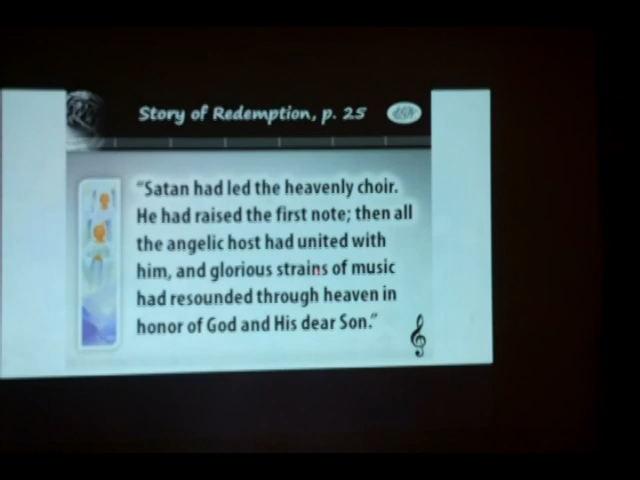 Story of Redemption, p. 25
“Satan had led the heavenly choir.
He had raised the first note; then all
the angelic host had united with
him, and glorious strains of music
had resounded through heaven in
honor of God and His dear Son.”